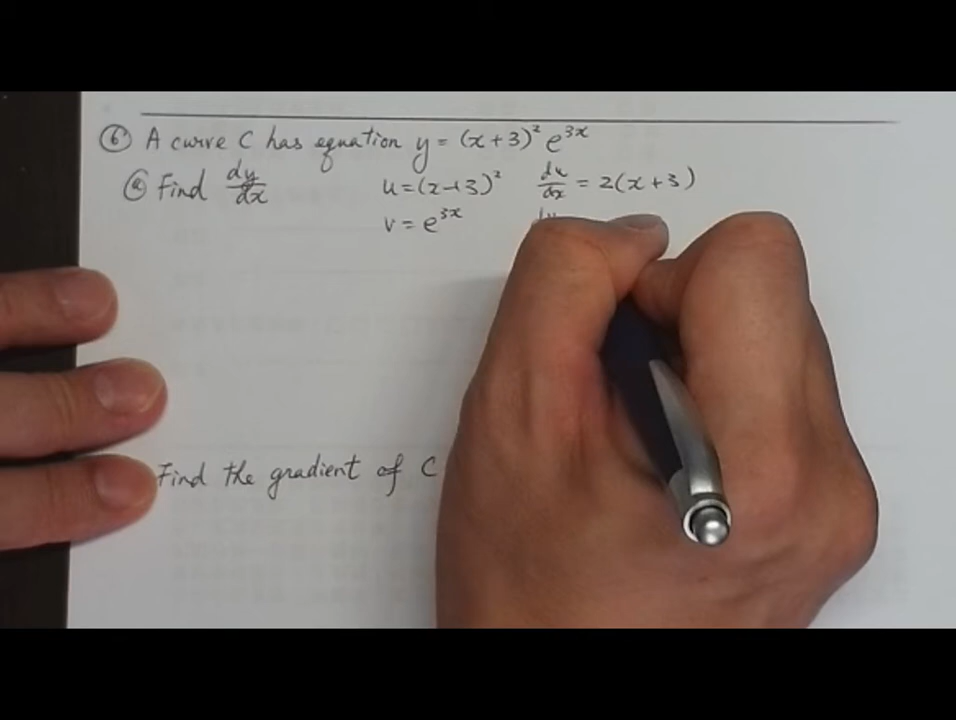 ⑥ A curve C has equation y = (x+3)² e³ˣ
ⓐ Find dy/dx u = (x+3)² du/dx = 2(x+3)
v = e³ˣ
Find the gradient of C